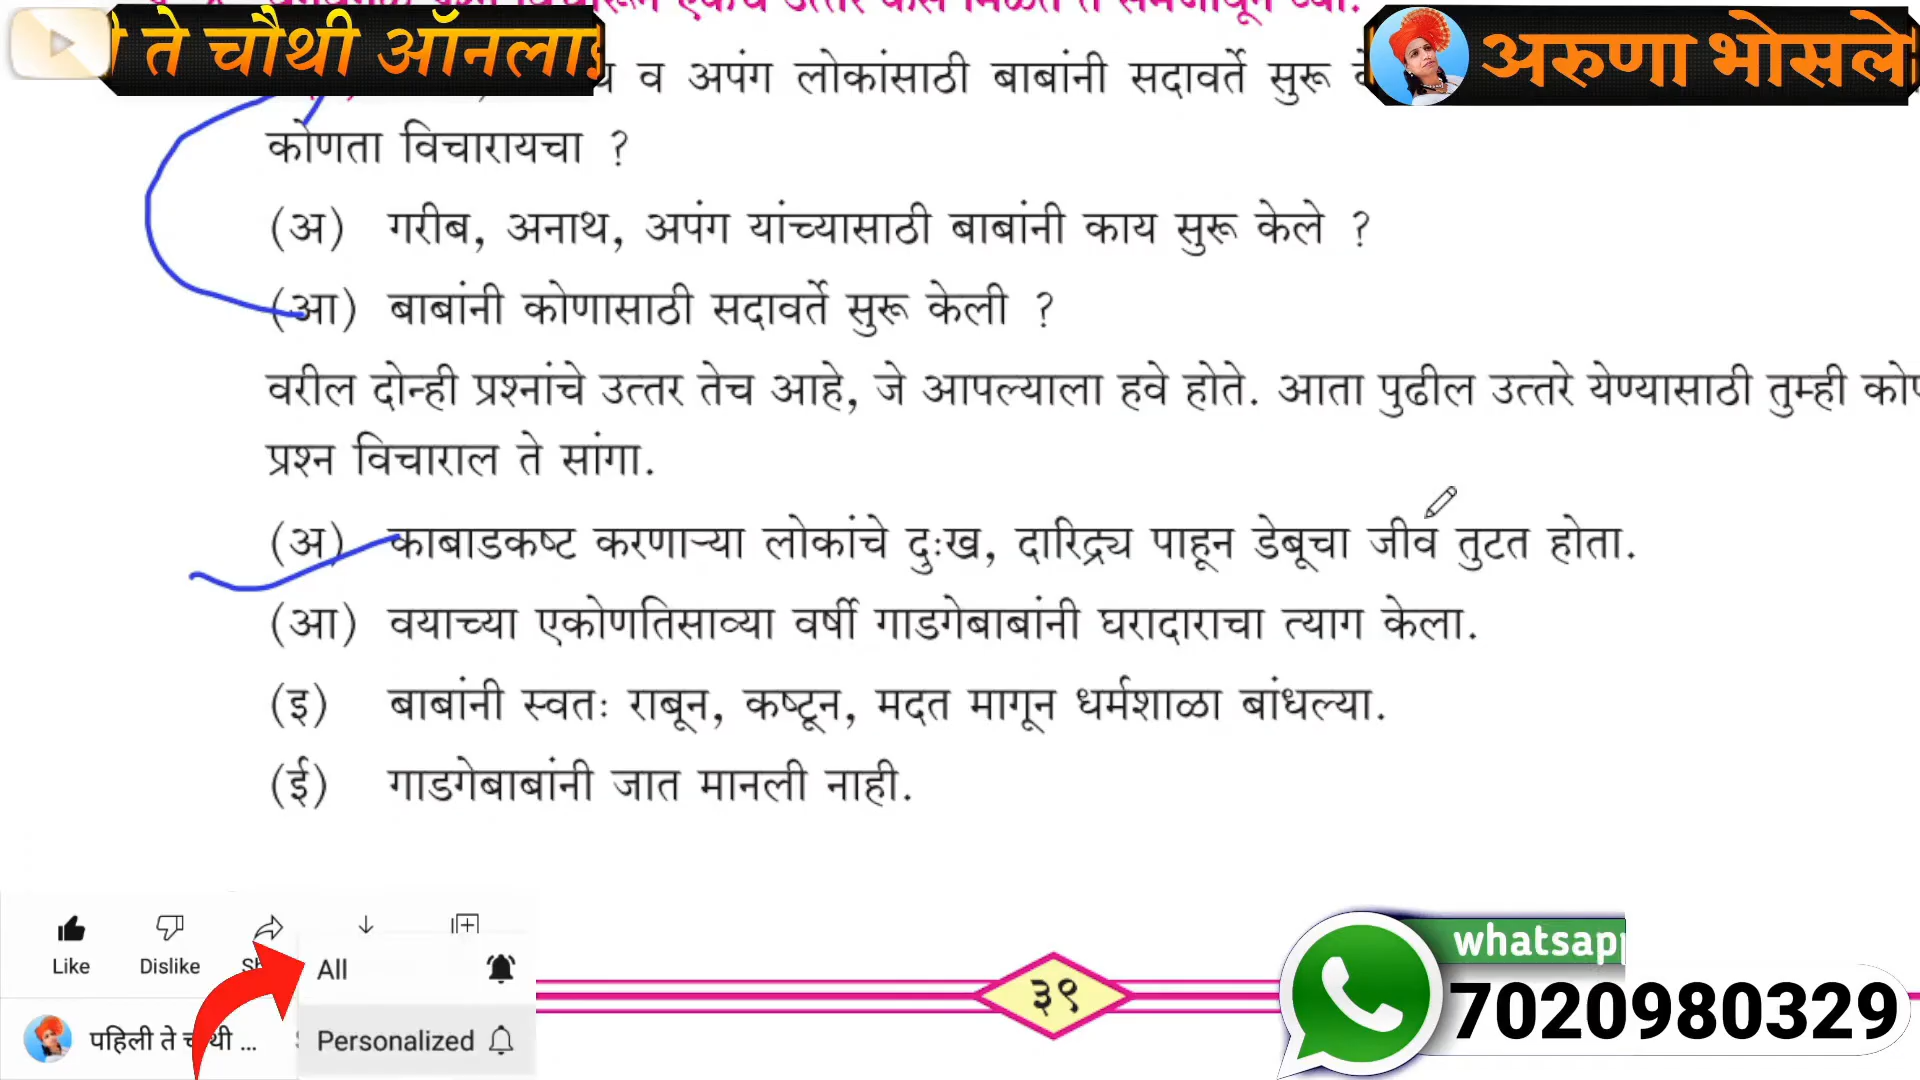 ते चौथी ऑनलाई
अरुणा भोसले
व अपंग लोकांसाठी बाबांनी सदावर्ते सुरू
कोणता विचारायचा ?
(अ) गरीब, अनाथ, अपंग यांच्यासाठी बाबांनी काय सुरू केले ?
(आ) बाबांनी कोणासाठी सदावर्ते सुरू केली ?
वरील दोन्ही प्रश्नांचे उत्तर तेच आहे, जे आपल्याला हवे होते. आता पुढील उत्तरे येण्यासाठी तुम्ही को
प्रश्न विचाराल ते सांगा.
(अ) काबाडकष्ट करणाऱ्या लोकांचे दुःख, दारिद्र्य पाहून डेबूचा जीव तुटत होता.
(आ) वयाच्या एकोणतिसाव्या वर्षी गाडगेबाबांनी घरादाराचा त्याग केला.
(इ) बाबांनी स्वतः राबून, कष्टून, मदत मागून धर्मशाळा बांधल्या.
(ई) गाडगेबाबांनी जात मानली नाही.
Like Dislike Sh
All
पहिली ते चौथी ...
Personalized
३९
whatsapp
7020980329